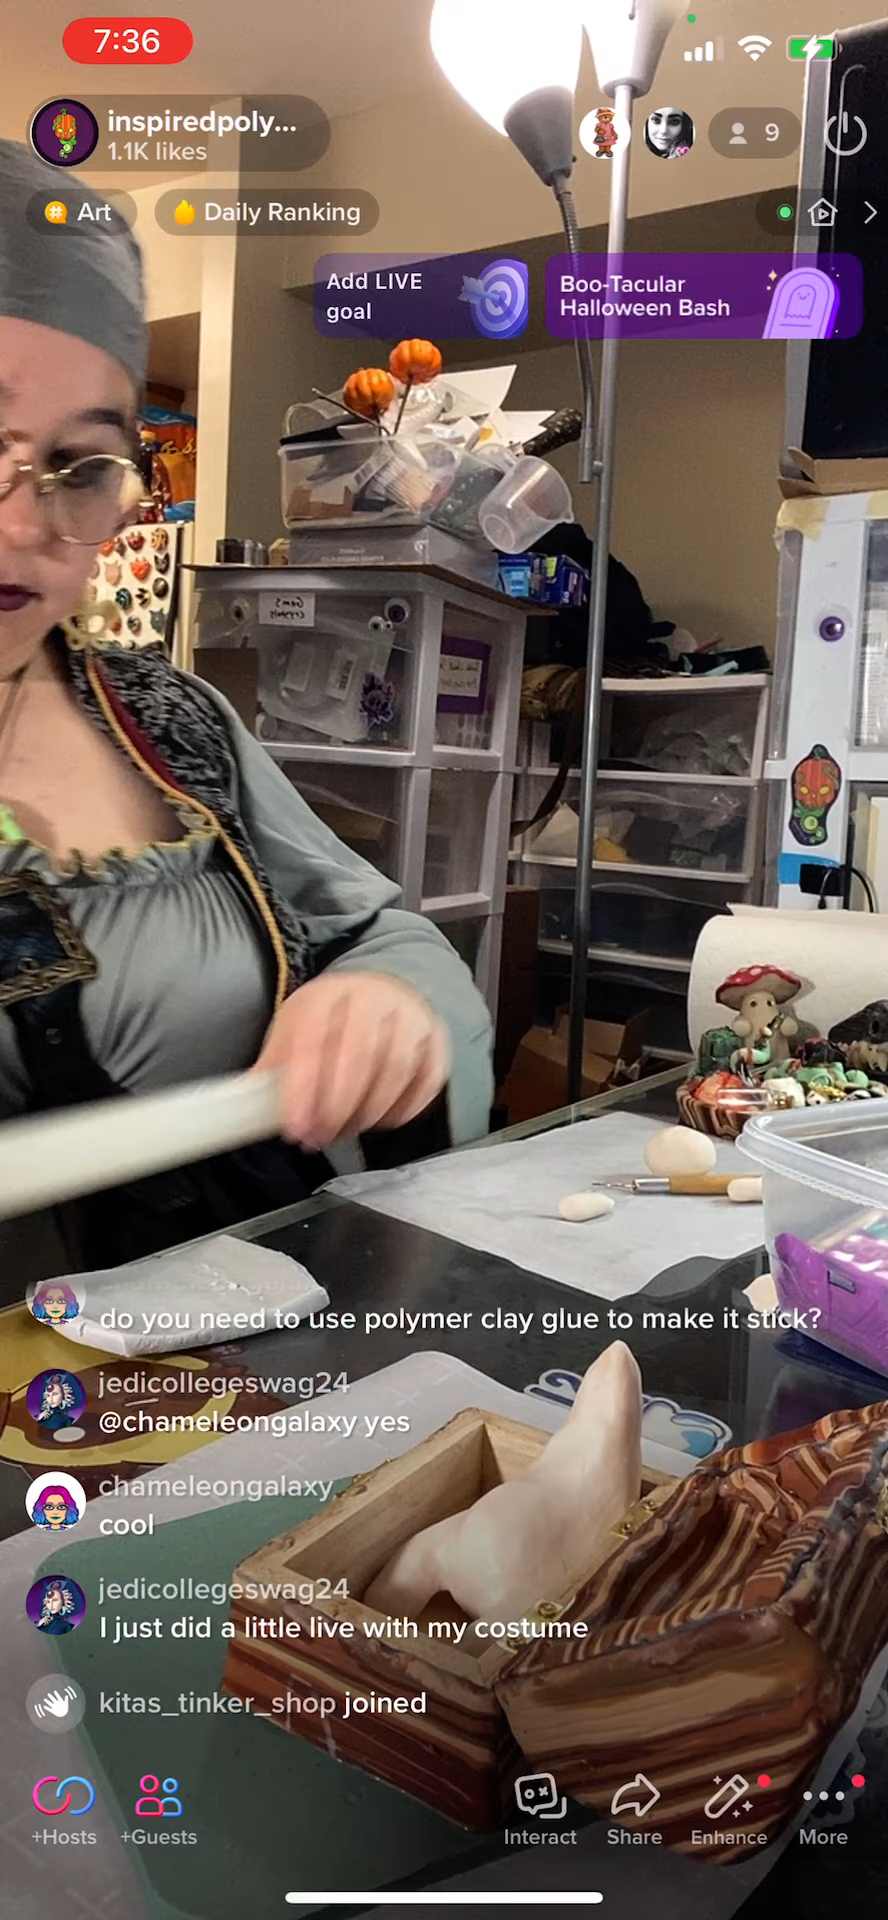 7:36
inspiredpoly...
1.1K likes
9
Art
Daily Ranking
Add LIVE
goal
Boo-Tacular
Halloween Bash
do you need to use polymer clay glue to make it stick?
jedicollegeswag24
@chameleongalaxy yes
chameleongalaxy
cool
jedicollegeswag24
I just did a little live with my costume
kitas_tinker_shop joined
+Hosts
+Guests
Interact
Share
Enhance
More